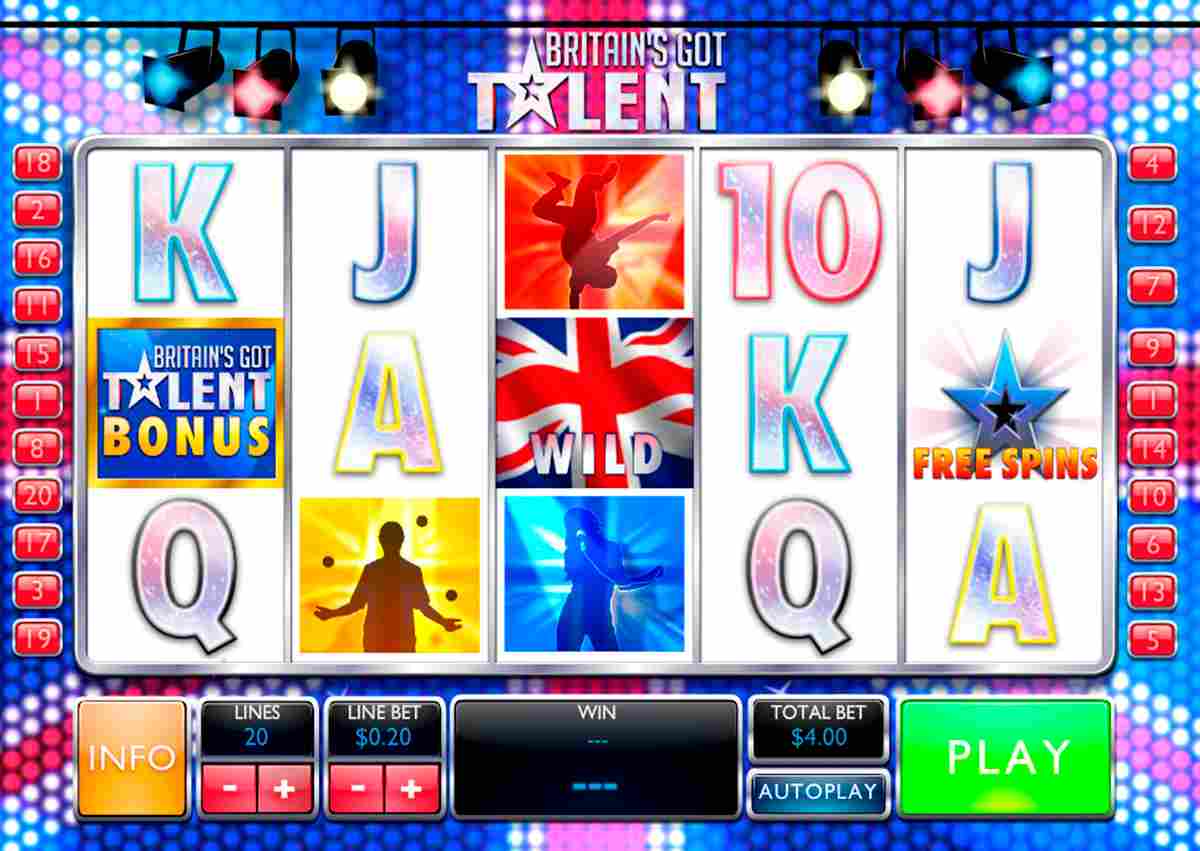 BRITAIN'S GOT
TALENT
18
2
16
11
15
1
8
20
17
3
19
K
J
10
J
BRITAIN'S GOT
TALENT
BONUS
A
WILD
K
FREE SPINS
Q
Q
A
4
12
7
9
1
14
10
6
13
5
INFO
LINES
20
- +
LINE BET
$0.20
- +
WIN
---
---
TOTAL BET
$4.00
AUTOPLAY
PLAY